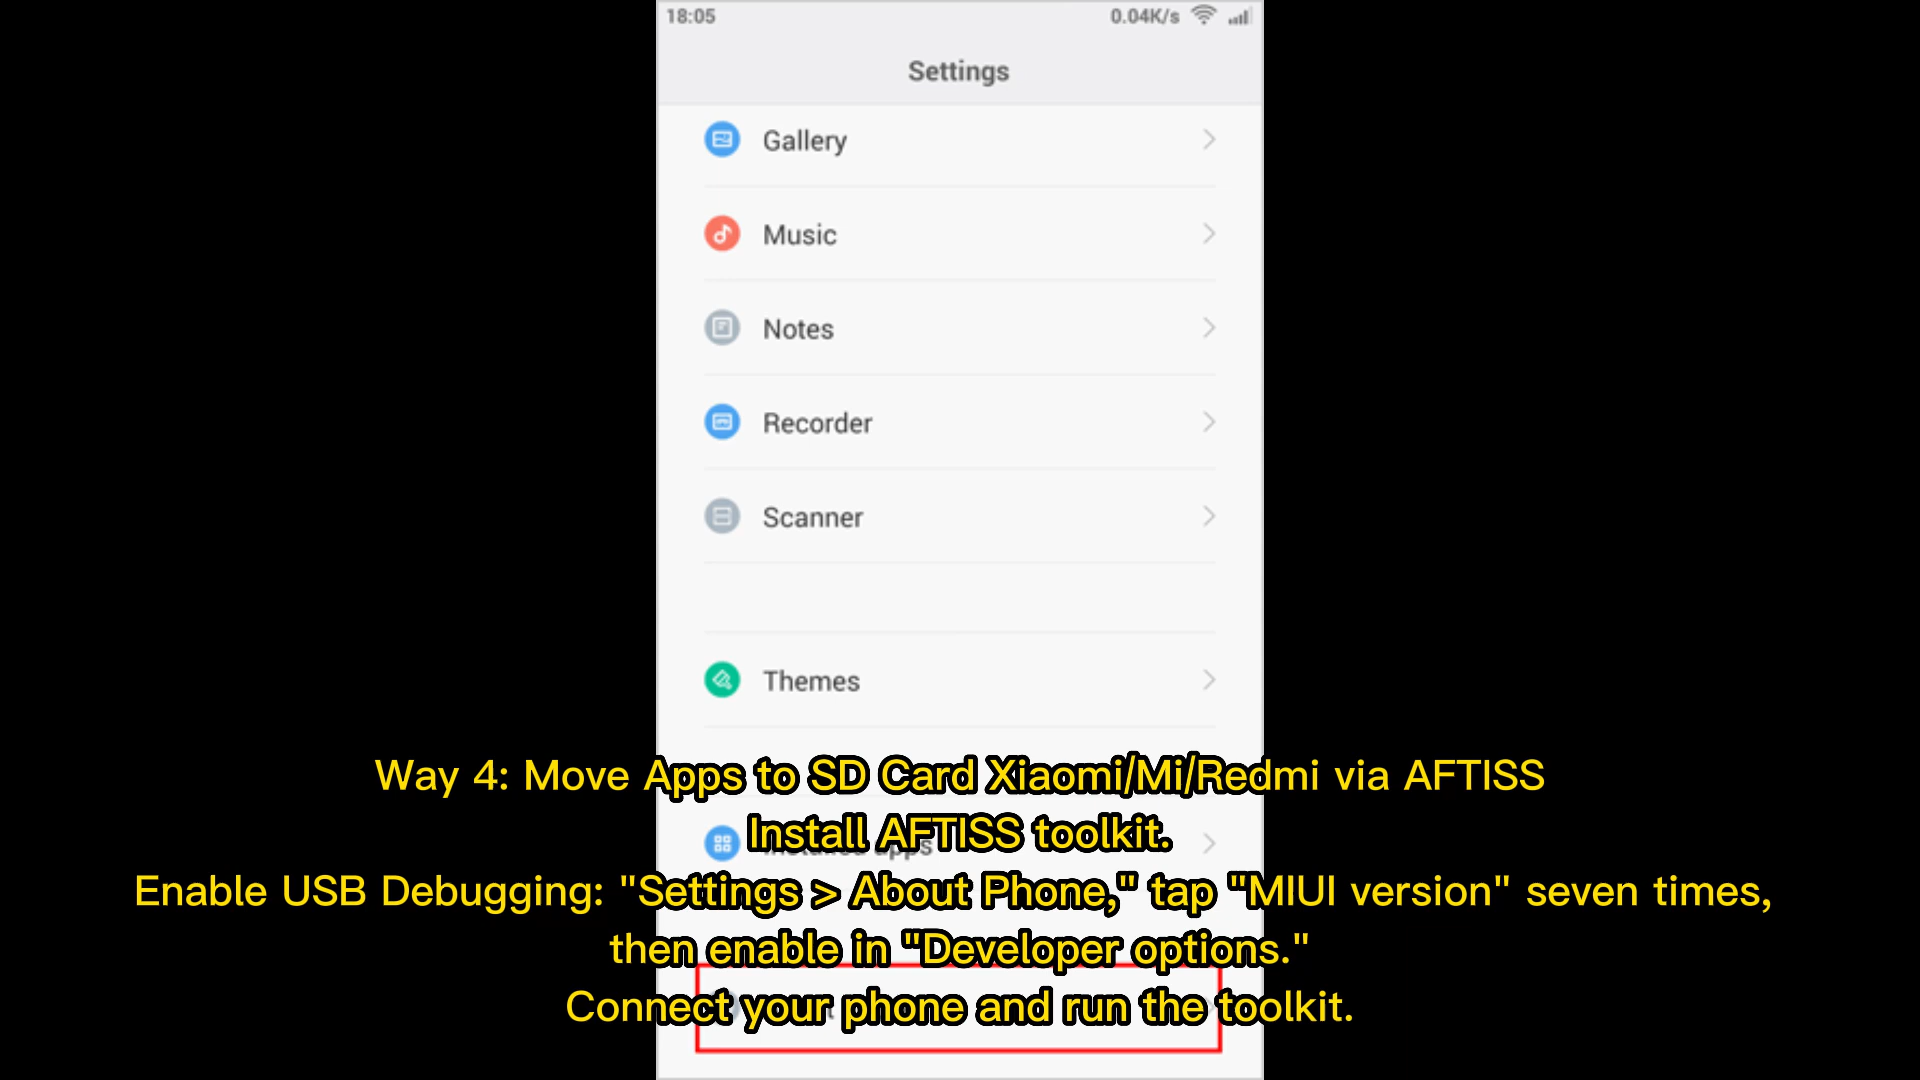 18:05 0.04K/s
Settings
Gallery
Music
Notes
Recorder
Scanner
Themes
Way 4: Move Apps to SD Card Xiaomi/Mi/Redmi via AFTISS
Install AFTISS toolkit.
Installed apps
Enable USB Debugging: "Settings > About Phone," tap "MIUI version" seven times,
then enable in "Developer options."
Connect your phone and run the toolkit.